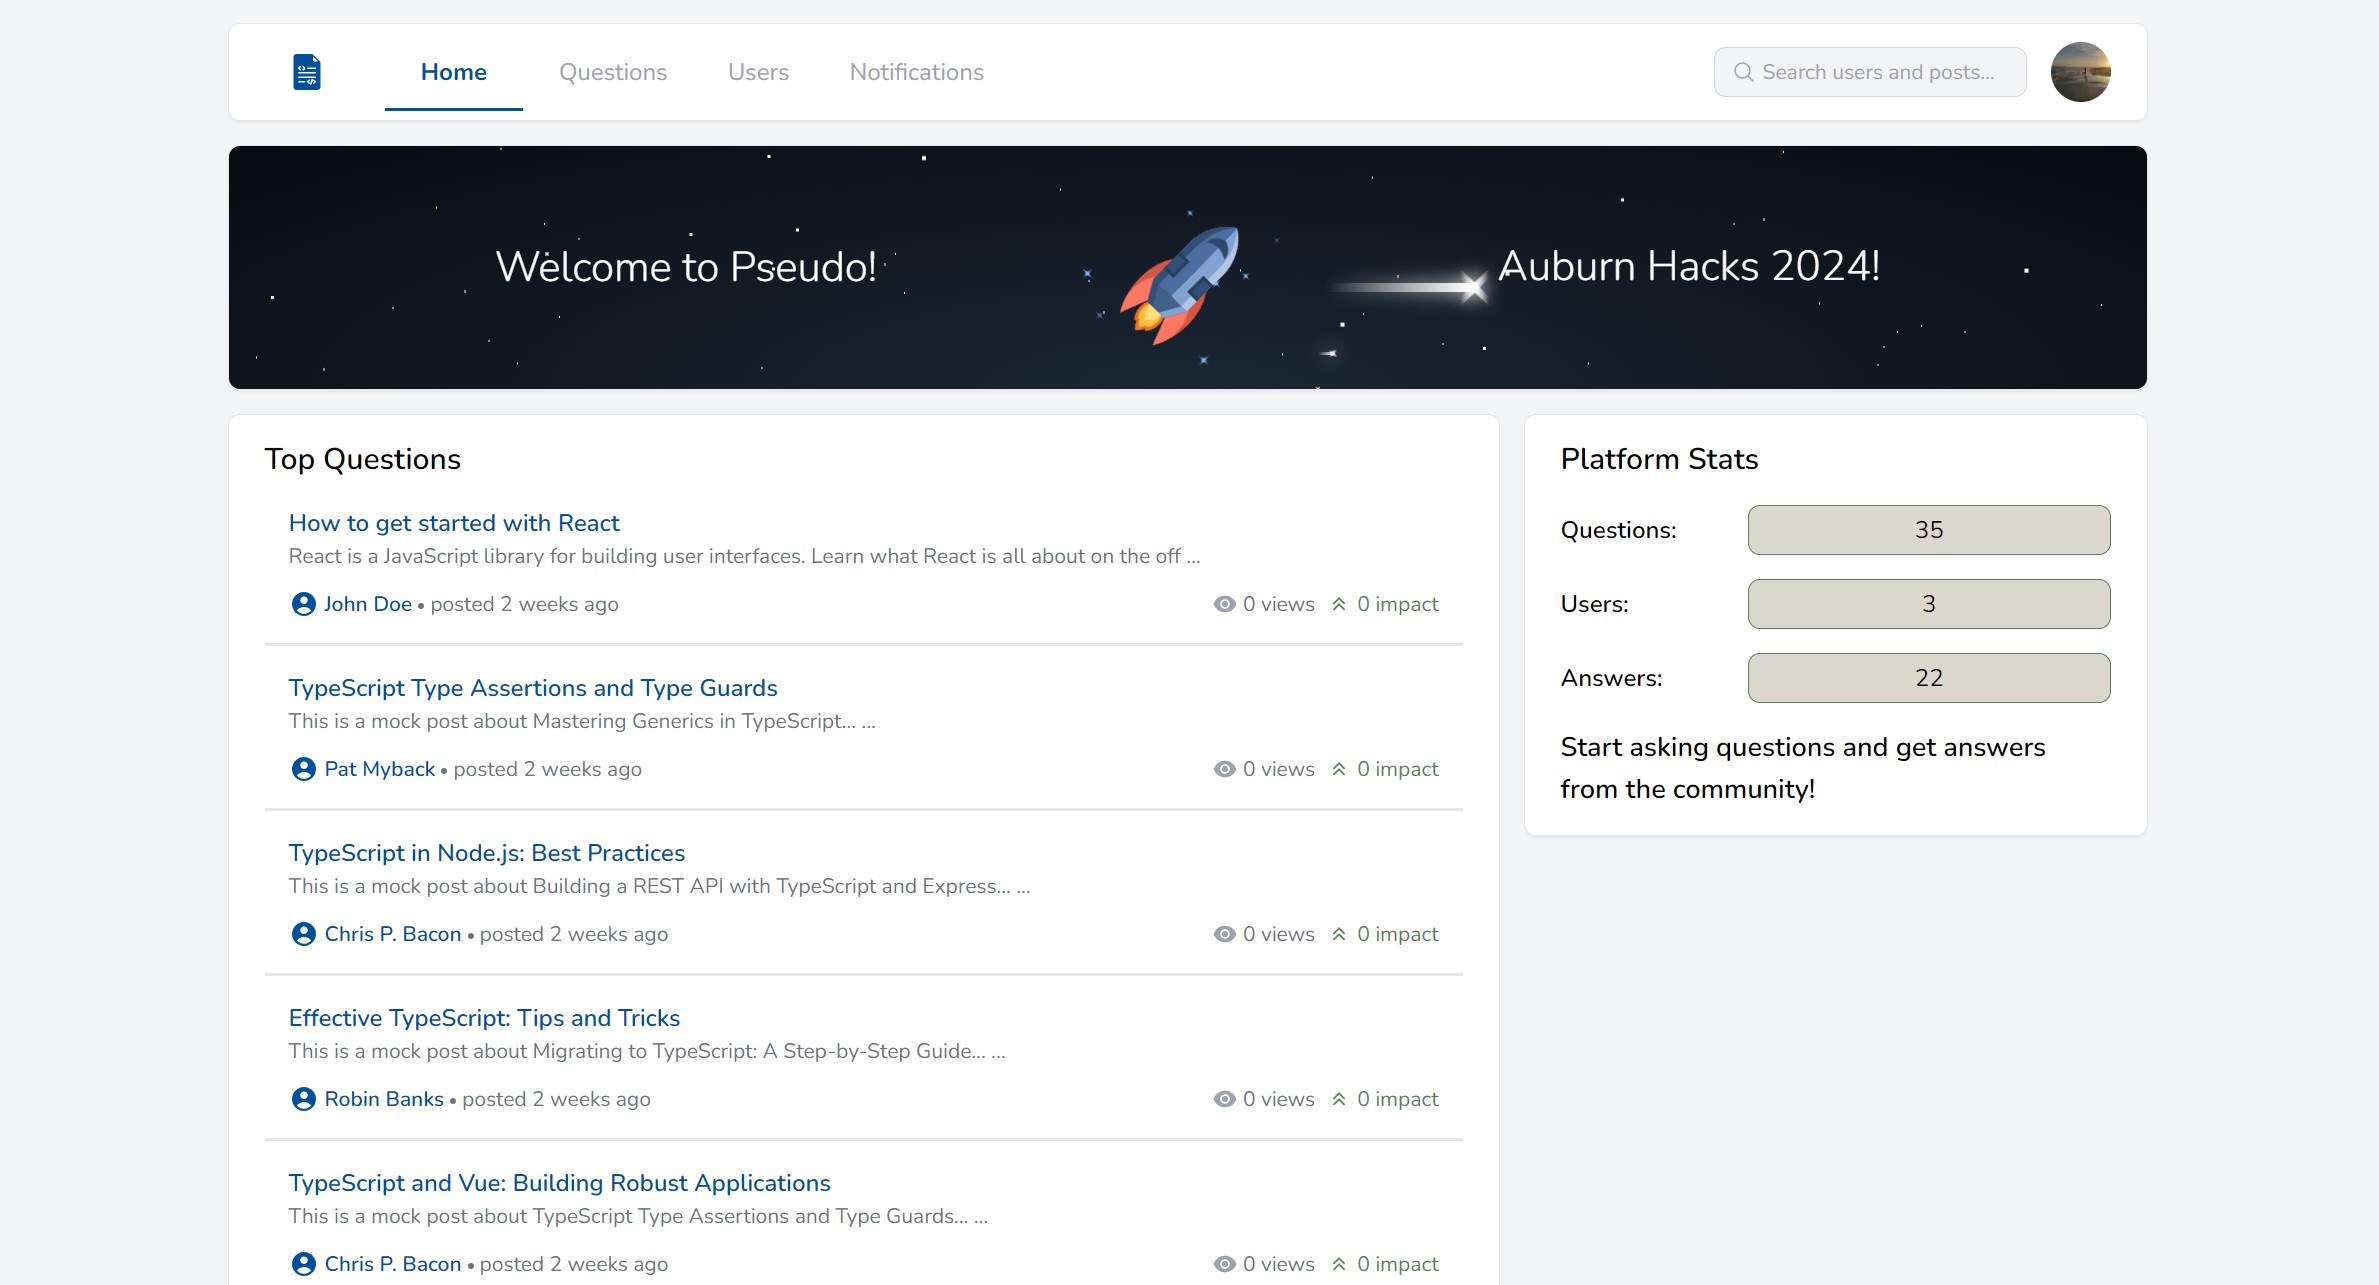 Home Questions Users Notifications Search users and posts...
Welcome to Pseudo! Auburn Hacks 2024!
Top Questions
How to get started with React
React is a JavaScript library for building user interfaces. Learn what React is all about on the off ...
John Doe • posted 2 weeks ago 0 views 0 impact
TypeScript Type Assertions and Type Guards
This is a mock post about Mastering Generics in TypeScript... ...
Pat Myback • posted 2 weeks ago 0 views 0 impact
TypeScript in Node.js: Best Practices
This is a mock post about Building a REST API with TypeScript and Express... ...
Chris P. Bacon • posted 2 weeks ago 0 views 0 impact
Effective TypeScript: Tips and Tricks
This is a mock post about Migrating to TypeScript: A Step-by-Step Guide... ...
Robin Banks • posted 2 weeks ago 0 views 0 impact
TypeScript and Vue: Building Robust Applications
This is a mock post about TypeScript Type Assertions and Type Guards... ...
Chris P. Bacon • posted 2 weeks ago 0 views 0 impact
Platform Stats
Questions: 35
Users: 3
Answers: 22
Start asking questions and get answers
from the community!